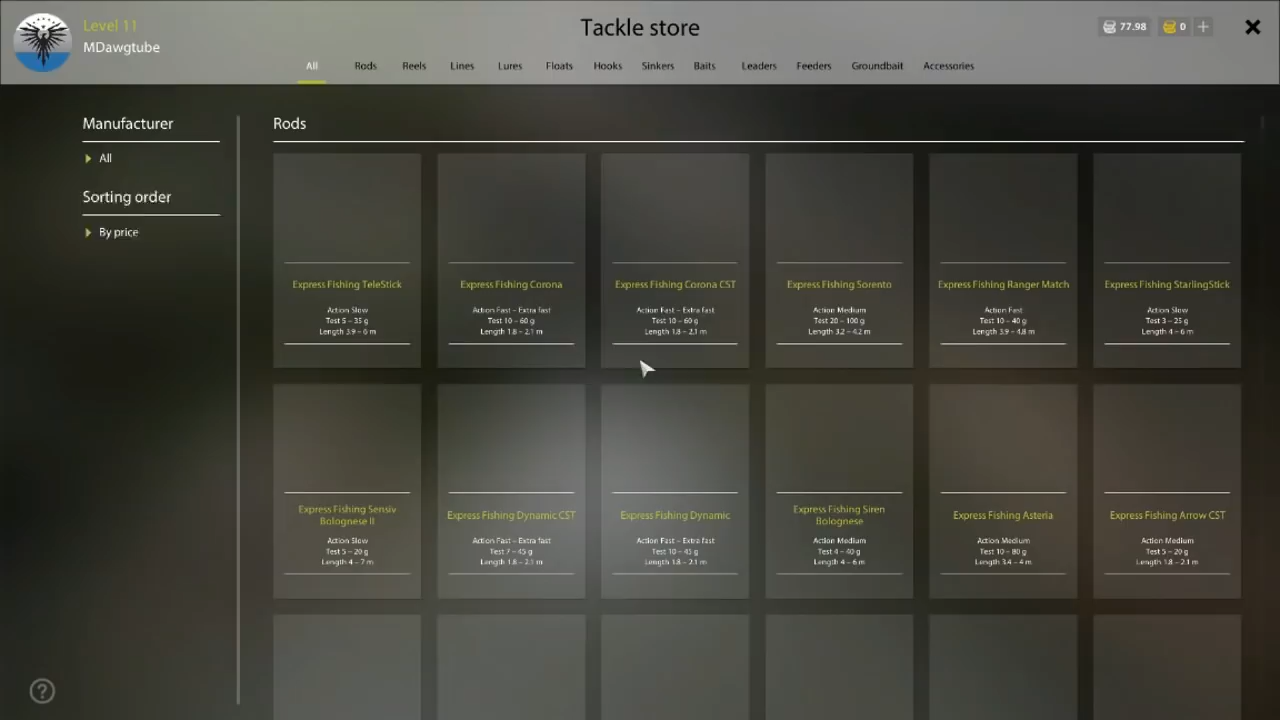 Level 11
MDawgtube
Tackle store
77.98
0
All
Rods
Reels
Lines
Lures
Floats
Hooks
Sinkers
Baits
Leaders
Feeders
Groundbait
Accessories
Manufacturer
All
Sorting order
By price
Rods
Express Fishing TeleStick
Action Slow
Test 5 – 35 g
Length 3.9 – 6 m
Express Fishing Corona
Action Fast – Extra fast
Test 10 – 60 g
Length 1.8 – 2.1 m
Express Fishing Corona CST
Action Fast – Extra fast
Test 10 – 60 g
Length 1.8 – 2.1 m
Express Fishing Sorento
Action Medium
Test 20 – 100 g
Length 3.2 – 4.2 m
Express Fishing Ranger Match
Action Fast
Test 10 – 40 g
Length 3.9 – 4.8 m
Express Fishing StarlingStick
Action Slow
Test 3 – 25 g
Length 4 – 6 m
Express Fishing Sensiv
Bolognese II
Action Slow
Test 5 – 20 g
Length 4 – 7 m
Express Fishing Dynamic CST
Action Fast – Extra fast
Test 7 – 45 g
Length 1.8 – 2.1 m
Express Fishing Dynamic
Action Fast – Extra fast
Test 10 – 45 g
Length 1.8 – 2.1 m
Express Fishing Siren
Bolognese
Action Medium
Test 4 – 40 g
Length 4 – 6 m
Express Fishing Asteria
Action Medium
Test 10 – 80 g
Length 3.4 – 4 m
Express Fishing Arrow CST
Action Medium
Test 5 – 20 g
Length 1.8 – 2.1 m
?